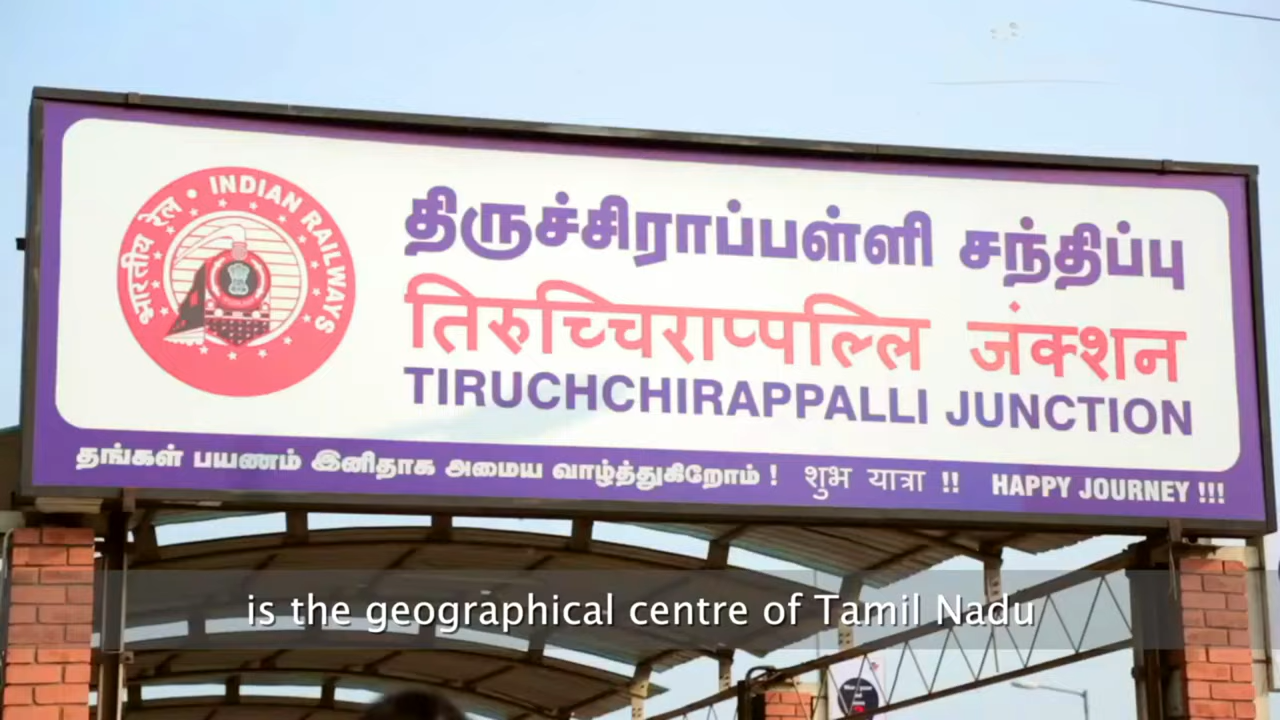 भारतीय रेल • INDIAN RAILWAYS
திருச்சிராப்பள்ளி சந்திப்பு
तिरुच्चिराप्पल्लि जंक्शन
TIRUCHCHIRAPPALLI JUNCTION
தங்கள் பயணம் இனிதாக அமைய வாழ்த்துகிறோம் ! शुभ यात्रा !! HAPPY JOURNEY !!!
is the geographical centre of Tamil Nadu